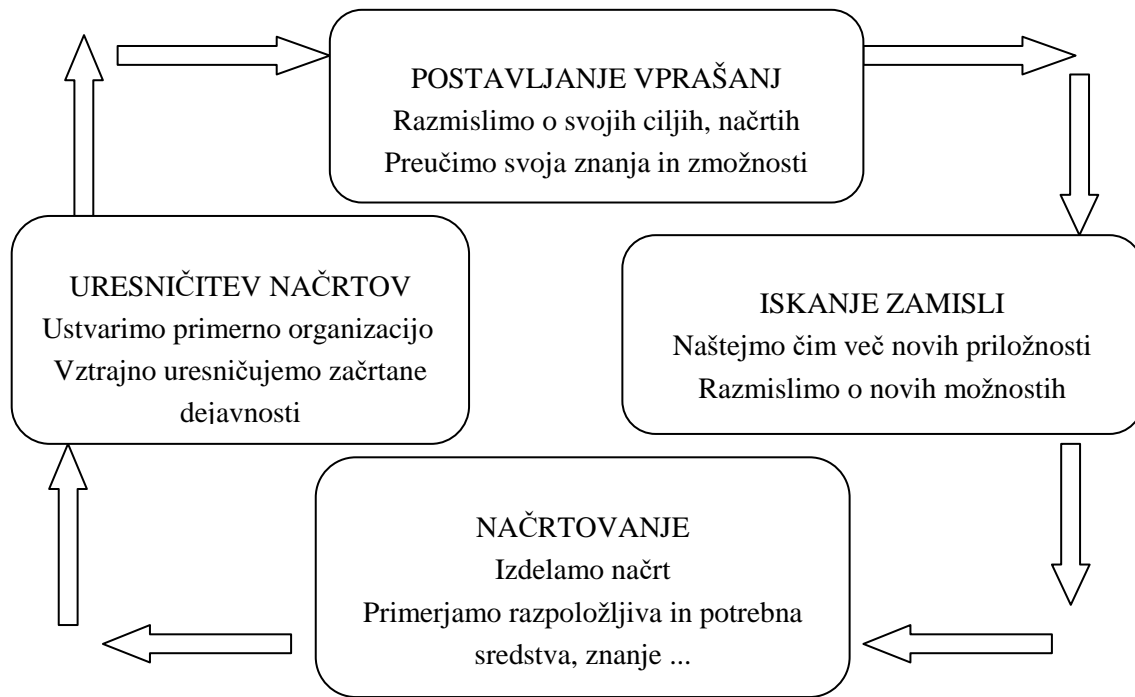 POSTAVLJANJE VPRAŠANJ
Razmislimo o svojih ciljih, načrtih
Preučimo svoja znanja in zmožnosti
URESNIČITEV NAČRTOV
Ustvarimo primerno organizacijo
Vztrajno uresničujemo začrtane
dejavnosti
ISKANJE ZAMISLI
Naštejmo čim več novih priložnosti
Razmislimo o novih možnostih
NAČRTOVANJE
Izdelamo načrt
Primerjamo razpoložljiva in potrebna
sredstva, znanje ...